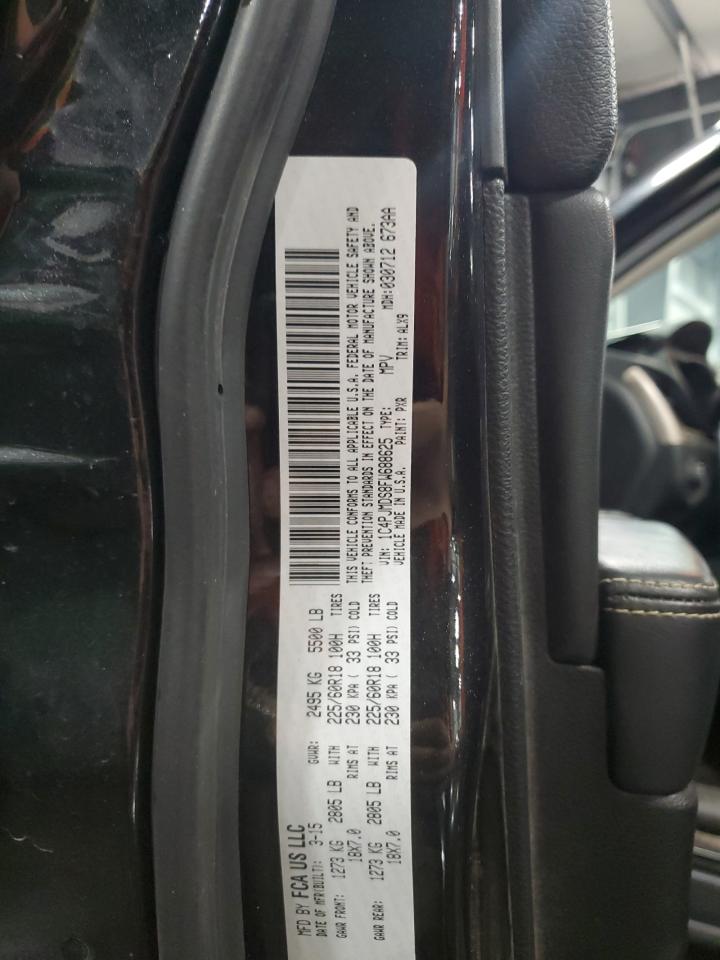 MFD BY FCA US LLC
DATE OF MFR(BUILT): 3-15 GVWR: 2495 KG 5500 LB
GAWR FRONT: 1273 KG 2805 LB WITH 225/60R18 100H TIRES
18X7.0 RIMS AT 230 KPA ( 33 PSI) COLD
GAWR REAR: 1273 KG 2805 LB WITH 225/60R18 100H TIRES
18X7.0 RIMS AT 230 KPA ( 33 PSI) COLD
THIS VEHICLE CONFORMS TO ALL APPLICABLE U.S.A. FEDERAL MOTOR VEHICLE SAFETY AND
THEFT PREVENTION STANDARDS IN EFFECT ON THE DATE OF MANUFACTURE SHOWN ABOVE.
VIN: 1C4PJMDS8FW688625 TYPE: MPV MDH:030712 673AA
VEHICLE MADE IN U.S.A. PAINT: PXR TRIM: ALX9